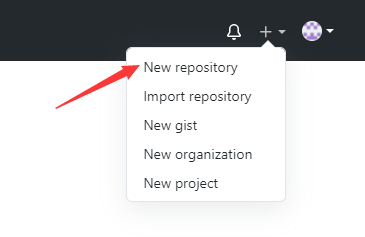 New repository
Import repository
New gist
New organization
New project